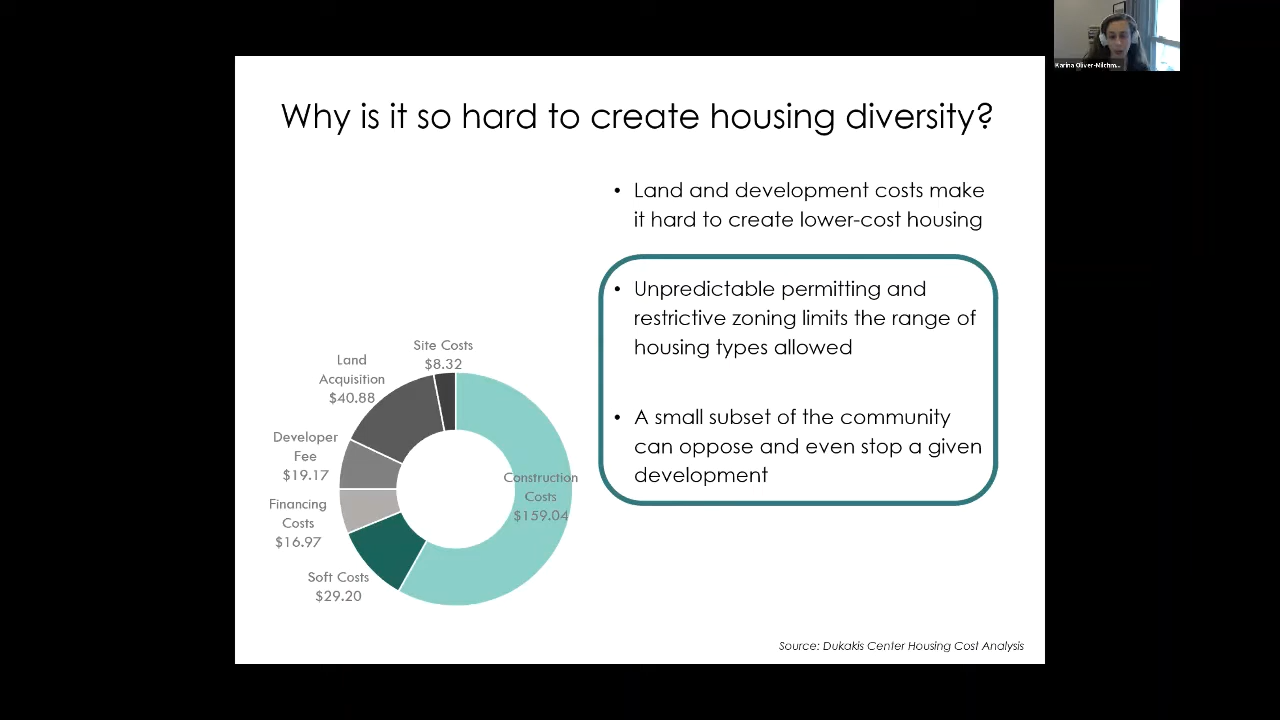 Karina Oliver-Milchm...
Why is it so hard to create housing diversity?
• Land and development costs make
it hard to create lower-cost housing
• Unpredictable permitting and
restrictive zoning limits the range of
housing types allowed
• A small subset of the community
can oppose and even stop a given
development
Site Costs
$8.32
Land
Acquisition
$40.88
Developer
Fee
$19.17
Financing
Costs
$16.97
Soft Costs
$29.20
Construction
Costs
$159.04
Source: Dukakis Center Housing Cost Analysis